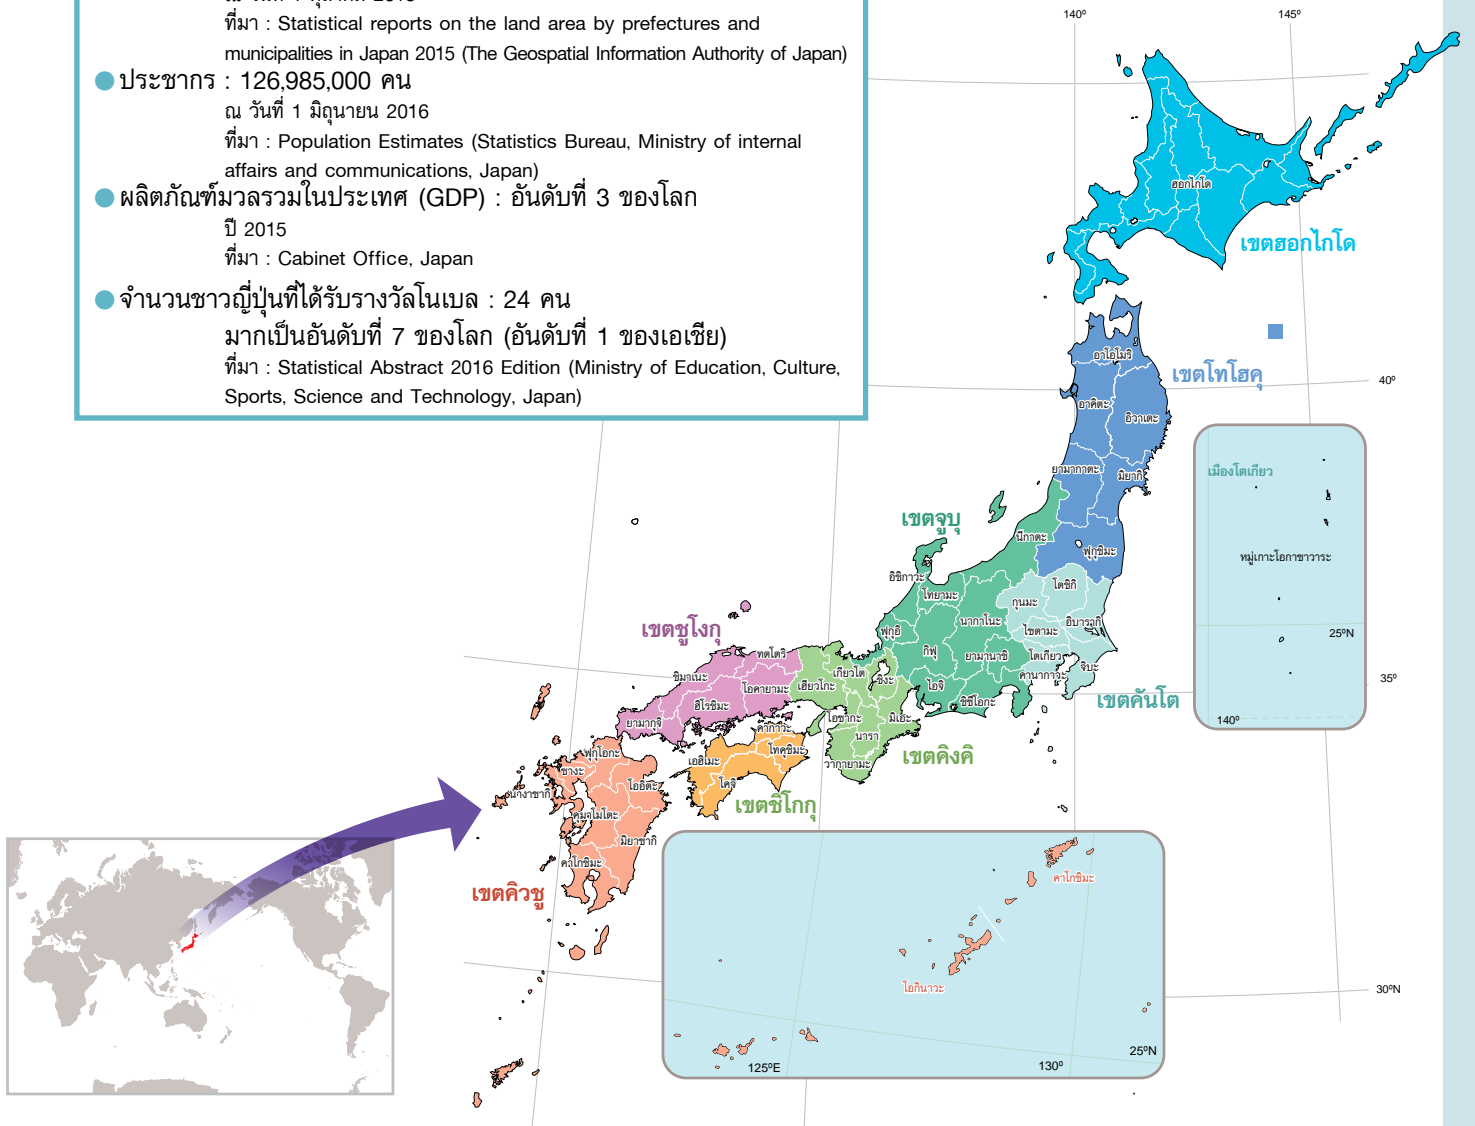 ที่มา : Statistical reports on the land area by prefectures and
municipalities in Japan 2015 (The Geospatial Information Authority of Japan)
● ประชากร : 126,985,000 คน
ณ วันที่ 1 มิถุนายน 2016
ที่มา : Population Estimates (Statistics Bureau, Ministry of internal
affairs and communications, Japan)
● ผลิตภัณฑ์มวลรวมในประเทศ (GDP) : อันดับที่ 3 ของโลก
ปี 2015
ที่มา : Cabinet Office, Japan
● จำนวนชาวญี่ปุ่นที่ได้รับรางวัลโนเบล : 24 คน
มากเป็นอันดับที่ 7 ของโลก (อันดับที่ 1 ของเอเชีย)
ที่มา : Statistical Abstract 2016 Edition (Ministry of Education, Culture,
Sports, Science and Technology, Japan)
140º
145º
ฮอกไกโด
เขตฮอกไกโด
อาโอโมริ
เขตโทโฮคุ
40º
อาคิตะ
อิวาเตะ
ยามากาตะ
มิยางิ
เมืองโตเกียว
หมู่เกาะโอกาซาวาระ
25ºN
140º
เขตจูบุ
นีกาตะ
ฟุกุชิมะ
อิชิกาวะ
โทยามะ
โตชิกิ
กุนมะ
นากาโนะ
อิบารากิ
ไซตามะ
ฟุกุอิ
กิฟุ
ยามานาชิ
โตเกียว
จิบะ
คานากาวะ
ไอจิ
ชิซึโอกะ
35º
เขตคันโต
เขตชูโงกุ
ทตโตริ
ชิมาเนะ
โอคายามะ
ฮิโรชิมะ
ยามากุจิ
เกียวโต
เฮียวโกะ
ชิงะ
โอซากะ
มิเอะ
นารา
วากายามะ
เขตคิงคิ
คากาวะ
โทคุชิมะ
เอฮิเมะ
โคจิ
เขตชิโกกุ
ฟุกุโอกะ
ซางะ
โออิตะ
นางาซากิ
คุมาโมโตะ
มิยาซากิ
คาโกชิมะ
เขตคิวชู
คาโกชิมะ
โอกินาวะ
30ºN
25ºN
125ºE
130º